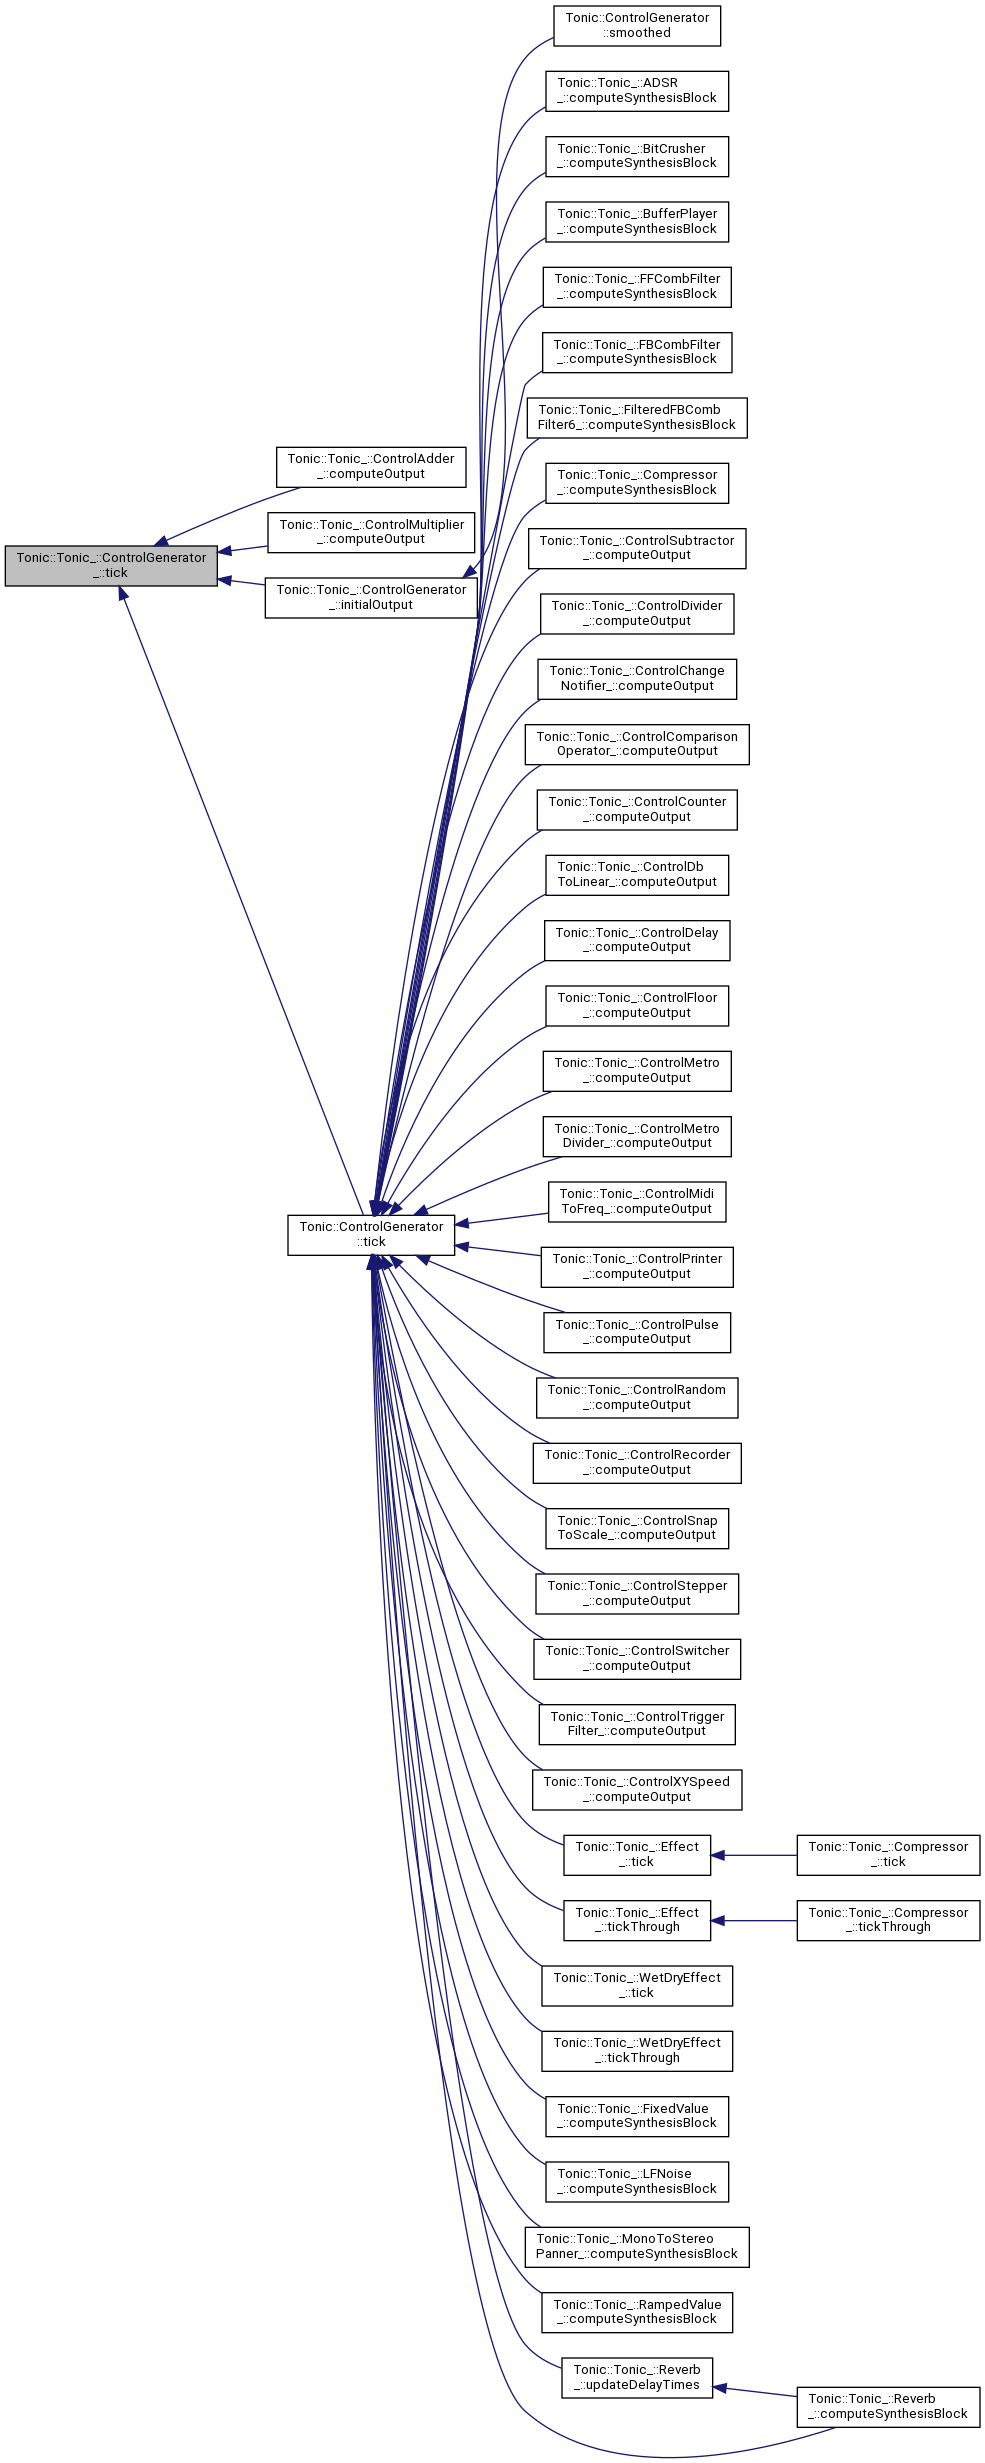 Tonic::ControlGenerator
::smoothed
Tonic::Tonic_::ADSR
_::computeSynthesisBlock
Tonic::Tonic_::BitCrusher
_::computeSynthesisBlock
Tonic::Tonic_::BufferPlayer
_::computeSynthesisBlock
Tonic::Tonic_::FFCombFilter
_::computeSynthesisBlock
Tonic::Tonic_::FBCombFilter
_::computeSynthesisBlock
Tonic::Tonic_::FilteredFBComb
Filter6_::computeSynthesisBlock
Tonic::Tonic_::ControlAdder
_::computeOutput
Tonic::Tonic_::Compressor
_::computeSynthesisBlock
Tonic::Tonic_::ControlMultiplier
_::computeOutput
Tonic::Tonic_::ControlSubtractor
_::computeOutput
Tonic::Tonic_::ControlGenerator
_::tick
Tonic::Tonic_::ControlGenerator
_::initialOutput
Tonic::Tonic_::ControlDivider
_::computeOutput
Tonic::Tonic_::ControlChange
Notifier_::computeOutput
Tonic::Tonic_::ControlComparison
Operator_::computeOutput
Tonic::Tonic_::ControlCounter
_::computeOutput
Tonic::Tonic_::ControlDb
ToLinear_::computeOutput
Tonic::Tonic_::ControlDelay
_::computeOutput
Tonic::Tonic_::ControlFloor
_::computeOutput
Tonic::Tonic_::ControlMetro
_::computeOutput
Tonic::Tonic_::ControlMetro
Divider_::computeOutput
Tonic::Tonic_::ControlMidi
ToFreq_::computeOutput
Tonic::ControlGenerator
::tick
Tonic::Tonic_::ControlPrinter
_::computeOutput
Tonic::Tonic_::ControlPulse
_::computeOutput
Tonic::Tonic_::ControlRandom
_::computeOutput
Tonic::Tonic_::ControlRecorder
_::computeOutput
Tonic::Tonic_::ControlSnap
ToScale_::computeOutput
Tonic::Tonic_::ControlStepper
_::computeOutput
Tonic::Tonic_::ControlSwitcher
_::computeOutput
Tonic::Tonic_::ControlTrigger
Filter_::computeOutput
Tonic::Tonic_::ControlXYSpeed
_::computeOutput
Tonic::Tonic_::Effect
_::tick
Tonic::Tonic_::Compressor
_::tick
Tonic::Tonic_::Effect
_::tickThrough
Tonic::Tonic_::Compressor
_::tickThrough
Tonic::Tonic_::WetDryEffect
_::tick
Tonic::Tonic_::WetDryEffect
_::tickThrough
Tonic::Tonic_::FixedValue
_::computeSynthesisBlock
Tonic::Tonic_::LFNoise
_::computeSynthesisBlock
Tonic::Tonic_::MonoToStereo
Panner_::computeSynthesisBlock
Tonic::Tonic_::RampedValue
_::computeSynthesisBlock
Tonic::Tonic_::Reverb
_::updateDelayTimes
Tonic::Tonic_::Reverb
_::computeSynthesisBlock